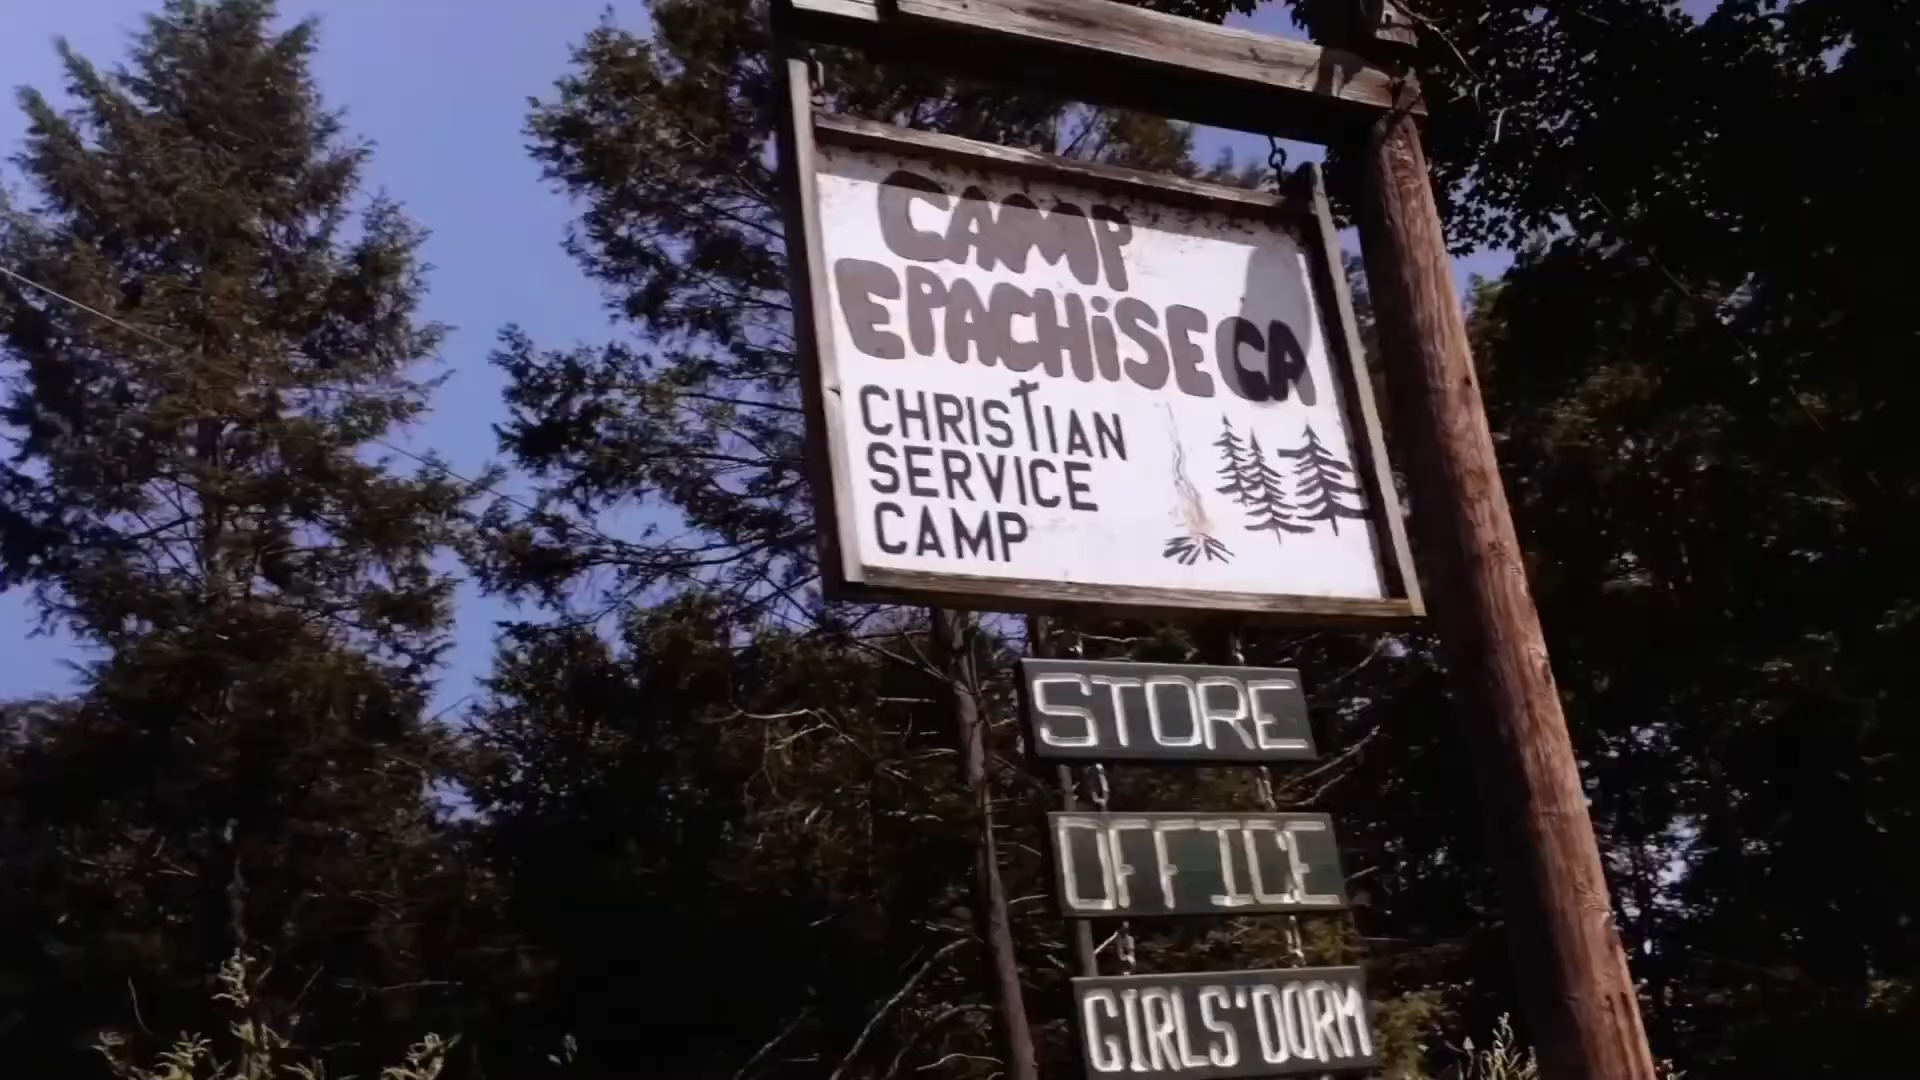 CAMP
EPACHiSECA
CHRISTIAN
SERVICE
CAMP
STORE
OFFICE
GIRLS' DORM